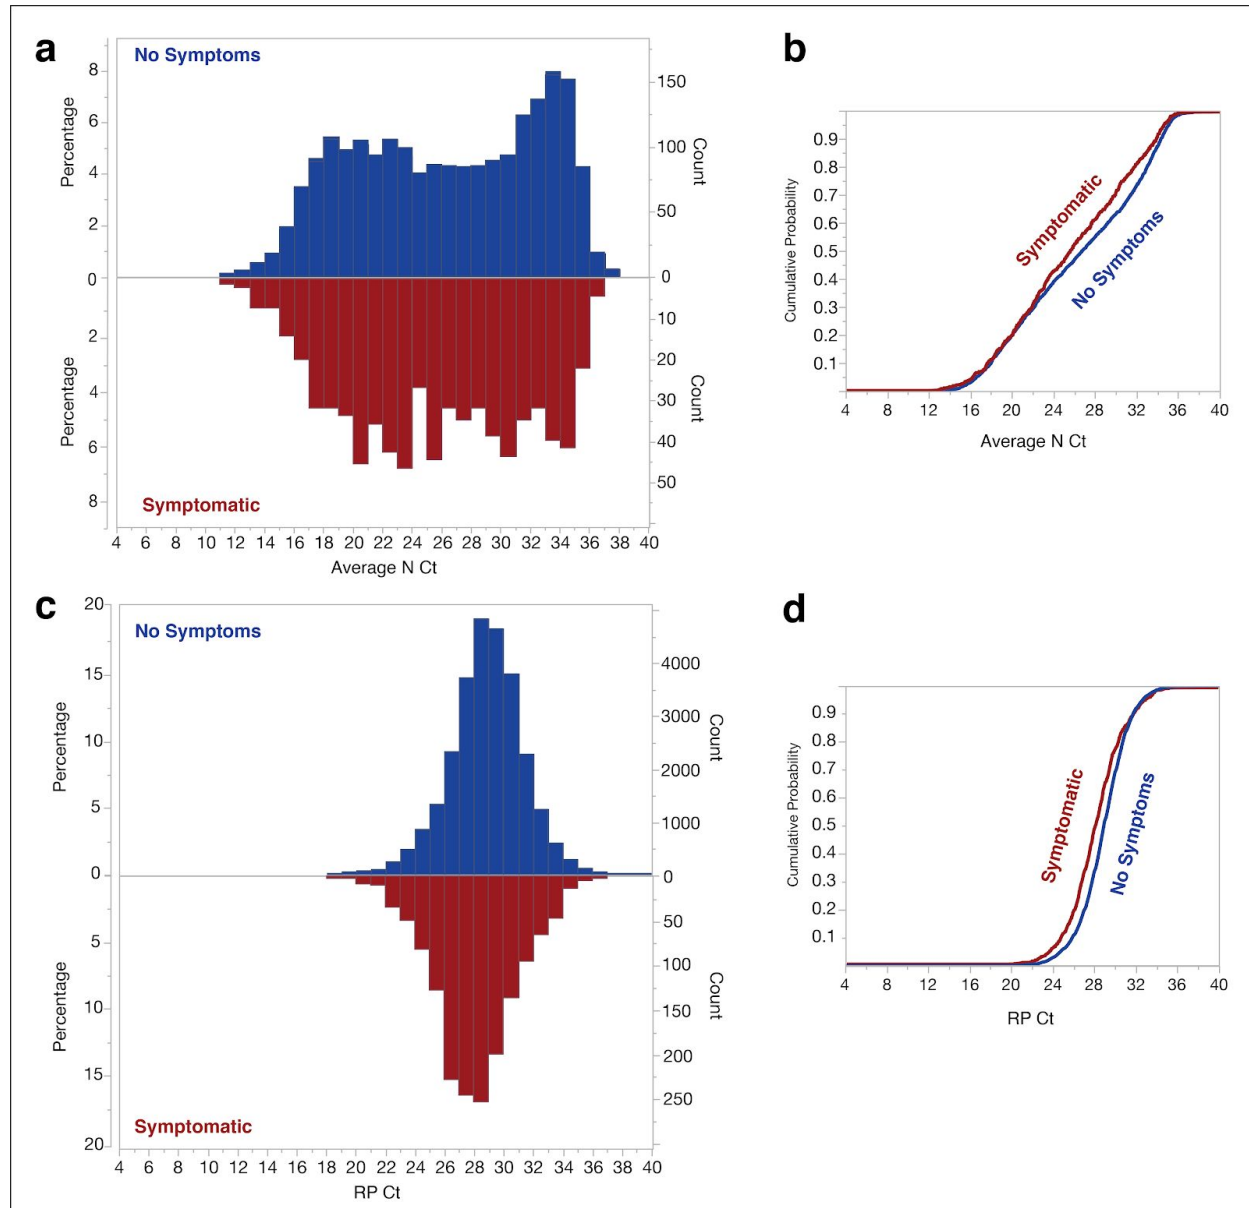 a
No Symptoms
8
6
4
2
0
2
4
6
8
Percentage
Percentage
150
100
50
0
10
20
30
40
50
Count
Count
Symptomatic
4 6 8 10 12 14 16 18 20 22 24 26 28 30 32 34 36 38 40
Average N Ct
b
0.9
0.8
0.7
0.6
0.5
0.4
0.3
0.2
0.1
Cumulative Probability
Symptomatic
No Symptoms
4 8 12 16 20 24 28 32 36 40
Average N Ct
c
No Symptoms
20
15
10
5
0
5
10
15
20
Percentage
Percentage
4000
3000
2000
1000
0
50
100
150
200
250
Count
Count
Symptomatic
4 6 8 10 12 14 16 18 20 22 24 26 28 30 32 34 36 38 40
RP Ct
d
0.9
0.8
0.7
0.6
0.5
0.4
0.3
0.2
0.1
Cumulative Probability
Symptomatic
No Symptoms
4 8 12 16 20 24 28 32 36 40
RP Ct